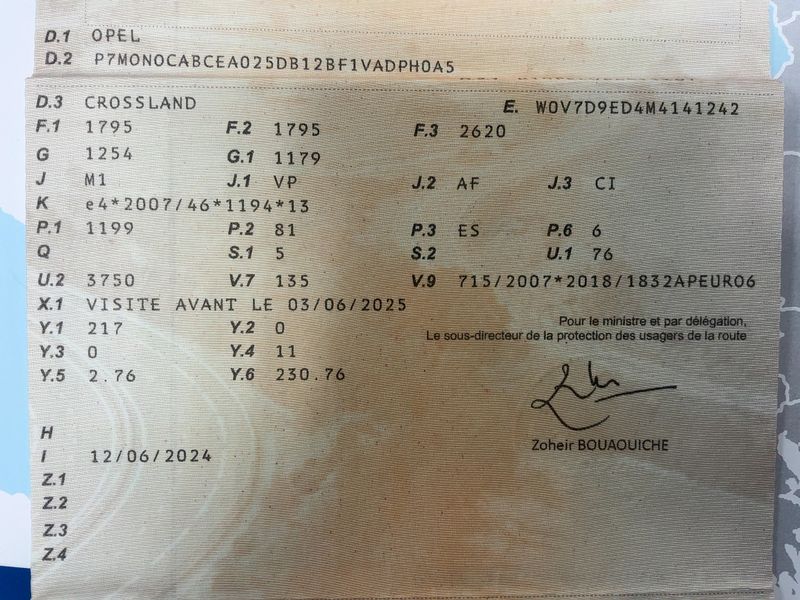 D.1 OPEL
D.2 P7MONOCABCEA025DB12BF1VADPH0A5
D.3 CROSSLAND E. W0V7D9ED4M4141242
F.1 1795 F.2 1795 F.3 2620
G 1254 G.1 1179
J M1 J.1 VP J.2 AF J.3 CI
K e4*2007/46*1194*13
P.1 1199 P.2 81 P.3 ES P.6 6
Q S.1 5 S.2 U.1 76
U.2 3750 V.7 135 V.9 715/2007*2018/1832APEURO6
X.1 VISITE AVANT LE 03/06/2025
Y.1 217 Y.2 0
Pour le ministre et par délégation,
Le sous-directeur de la protection des usagers de la route
Y.3 0 Y.4 11
Y.5 2.76 Y.6 230.76
Zoheir BOUAOUICHE
H
I 12/06/2024
Z.1
Z.2
Z.3
Z.4